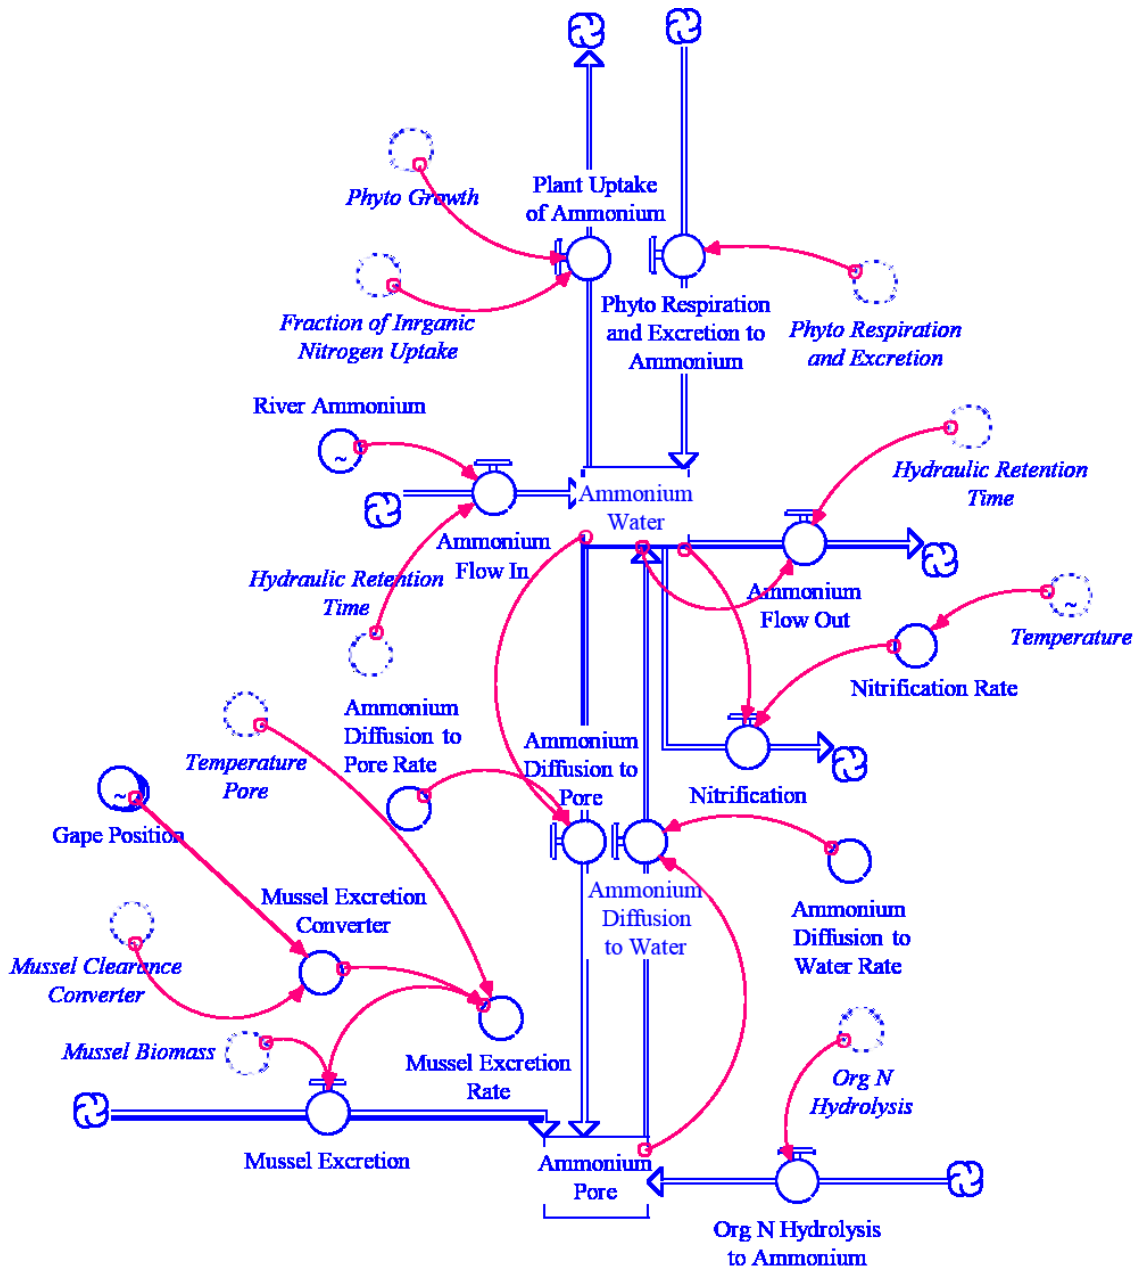 Phyto Growth
Plant Uptake
of Ammonium
Fraction of Inrganic
Nitrogen Uptake
Phyto Respiration
and Excretion to
Ammonium
Phyto Respiration
and Excretion
River Ammonium
~
Hydraulic Retention
Time
Ammonium
Water
Ammonium
Flow In
Hydraulic Retention
Time
Ammonium
Flow Out
~
Temperature
Nitrification Rate
Ammonium
Diffusion to
Pore Rate
Temperature
Pore
Ammonium
Diffusion to
Pore
Nitrification
~
Gape Position
Mussel Excretion
Converter
Ammonium
Diffusion
to Water
Ammonium
Diffusion to
Water Rate
Mussel Clearance
Converter
Mussel Biomass
Mussel Excretion
Rate
Org N
Hydrolysis
Mussel Excretion
Ammonium
Pore
Org N Hydrolysis
to Ammonium